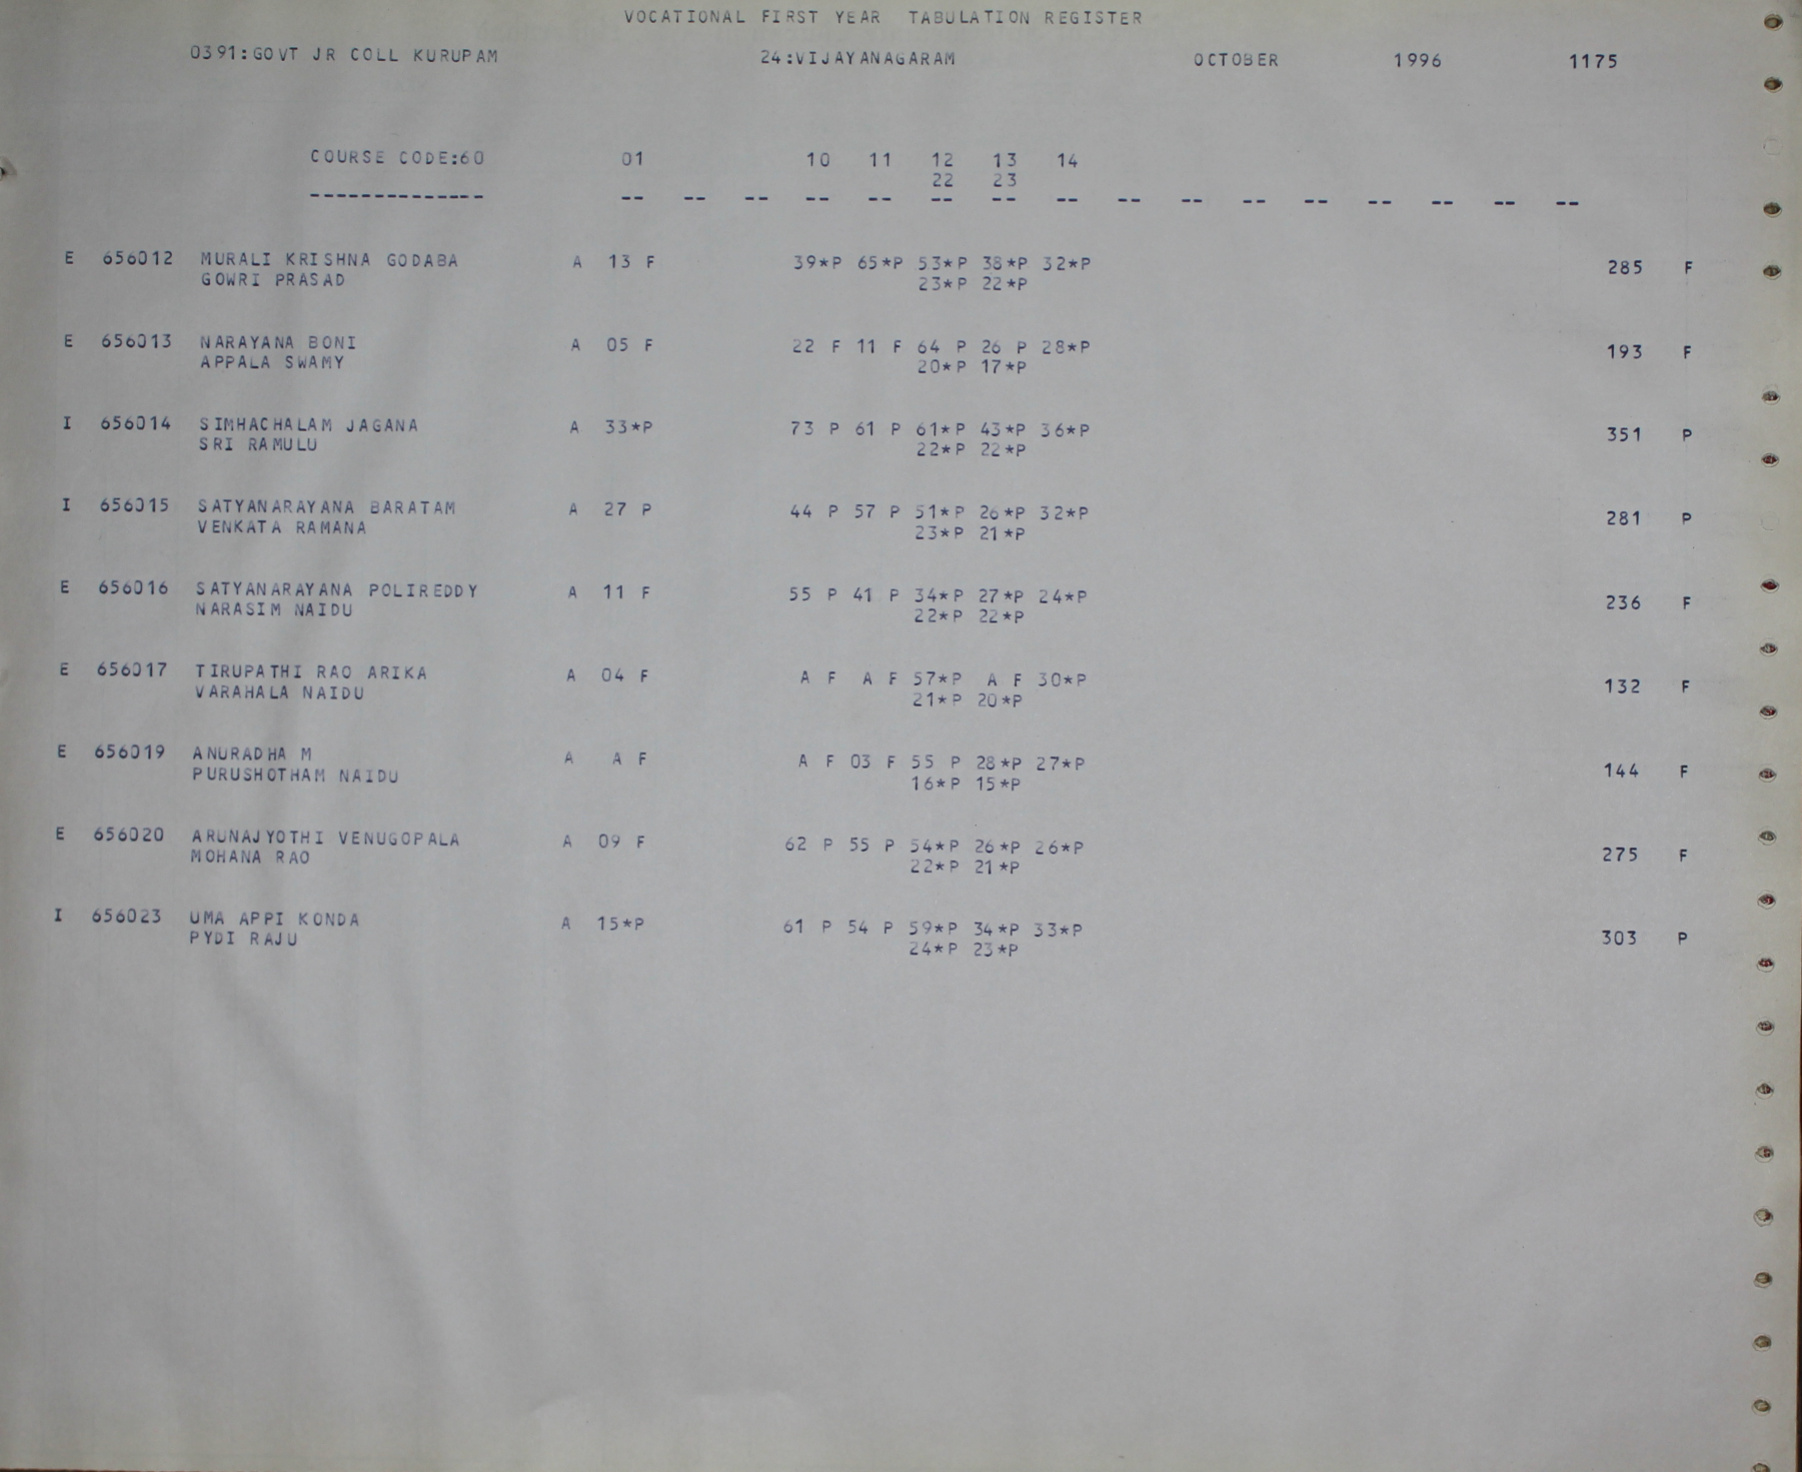 VOCATIONAL FIRST YEAR TABULATION REGISTER
0391:GOVT JR COLL KURUPAM 24:VIJAYANAGARAM OCTOBER 1996 1175
COURSE CODE:60 01 10 11 12 13 14
22 23
-------------- -- -- -- -- -- -- -- -- -- -- -- -- -- -- -- --
E 656012 MURALI KRISHNA GODABA A 13 F 39*P 65*P 53*P 38*P 32*P 285 F
GOWRI PRASAD 23*P 22*P
E 656013 NARAYANA BONI A 05 F 22 F 11 F 64 P 26 P 28*P 193 F
APPALA SWAMY 20*P 17*P
I 656014 SIMHACHALAM JAGANA A 33*P 73 P 61 P 61*P 43*P 36*P 351 P
SRI RAMULU 22*P 22*P
I 656015 SATYANARAYANA BARATAM A 27 P 44 P 57 P 51*P 26*P 32*P 281 P
VENKATA RAMANA 23*P 21*P
E 656016 SATYANARAYANA POLIREDDY A 11 F 55 P 41 P 34*P 27*P 24*P 236 F
NARASIM NAIDU 22*P 22*P
E 656017 TIRUPATHI RAO ARIKA A 04 F A F A F 57*P A F 30*P 132 F
VARAHALA NAIDU 21*P 20*P
E 656019 ANURADHA M A A F A F 03 F 55 P 28*P 27*P 144 F
PURUSHOTHAM NAIDU 16*P 15*P
E 656020 ARUNAJYOTHI VENUGOPALA A 09 F 62 P 55 P 54*P 26*P 26*P 275 F
MOHANA RAO 22*P 21*P
I 656023 UMA APPI KONDA A 15*P 61 P 54 P 59*P 34*P 33*P 303 P
PYDI RAJU 24*P 23*P